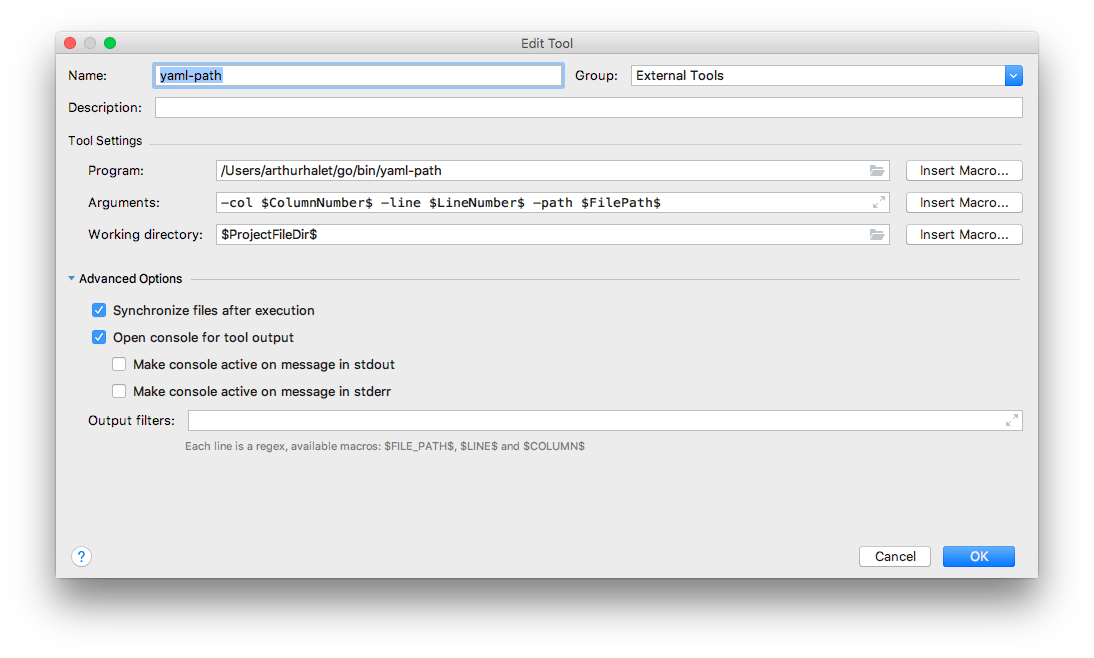 Edit Tool
Name: yaml-path Group: External Tools
Description:
Tool Settings
Program: /Users/arthurhalet/go/bin/yaml-path Insert Macro...
Arguments: —col $ColumnNumber$ —line $LineNumber$ —path $FilePath$ Insert Macro...
Working directory: $ProjectFileDir$ Insert Macro...
Advanced Options
Synchronize files after execution
Open console for tool output
Make console active on message in stdout
Make console active on message in stderr
Output filters:
Each line is a regex, available macros: $FILE_PATH$, $LINE$ and $COLUMN$
? Cancel OK